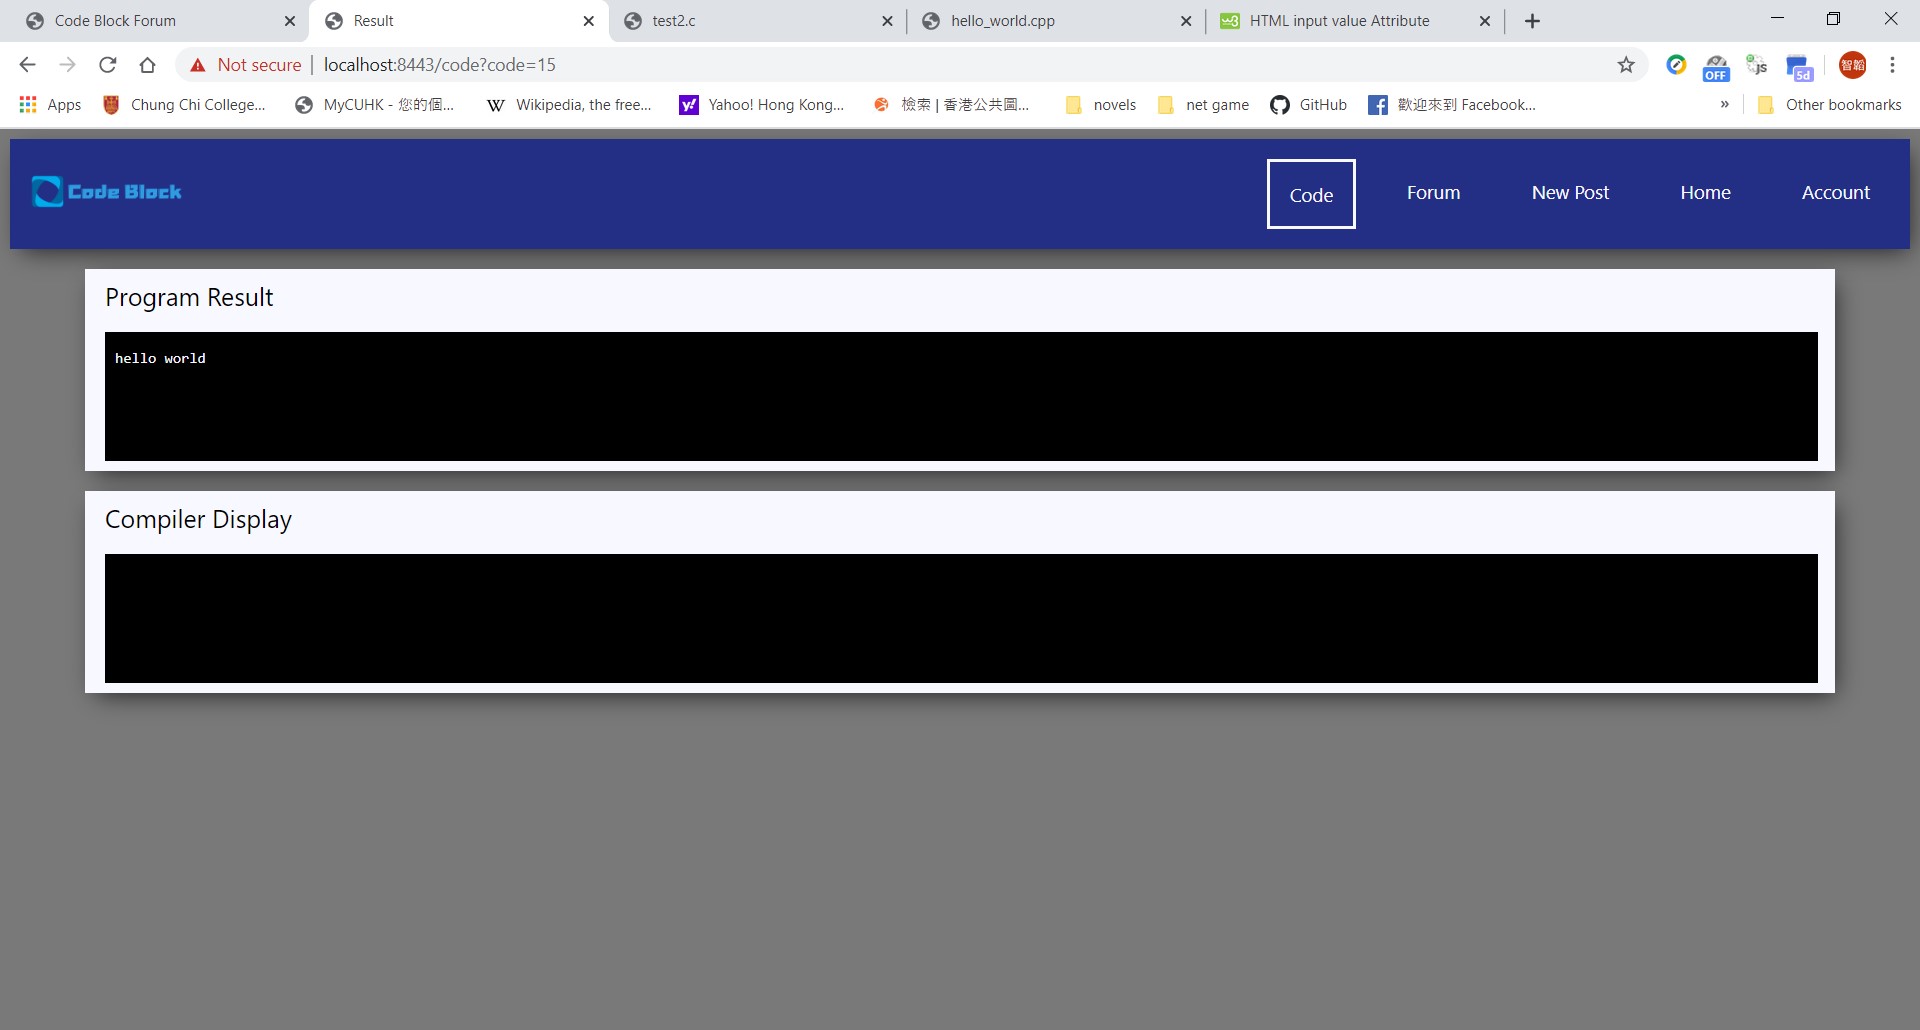 Code Block Forum
Result
test2.c
hello_world.cpp
HTML input value Attribute
Not secure
localhost:8443/code?code=15
OFF
js
5d
智韜
Apps
Chung Chi College...
MyCUHK - 您的個...
W
Wikipedia, the free...
y!
Yahoo! Hong Kong...
檢索 | 香港公共圖...
novels
net game
GitHub
歡迎來到 Facebook...
»
Other bookmarks
Code Block
Code
Forum
New Post
Home
Account
Program Result
hello world
Compiler Display